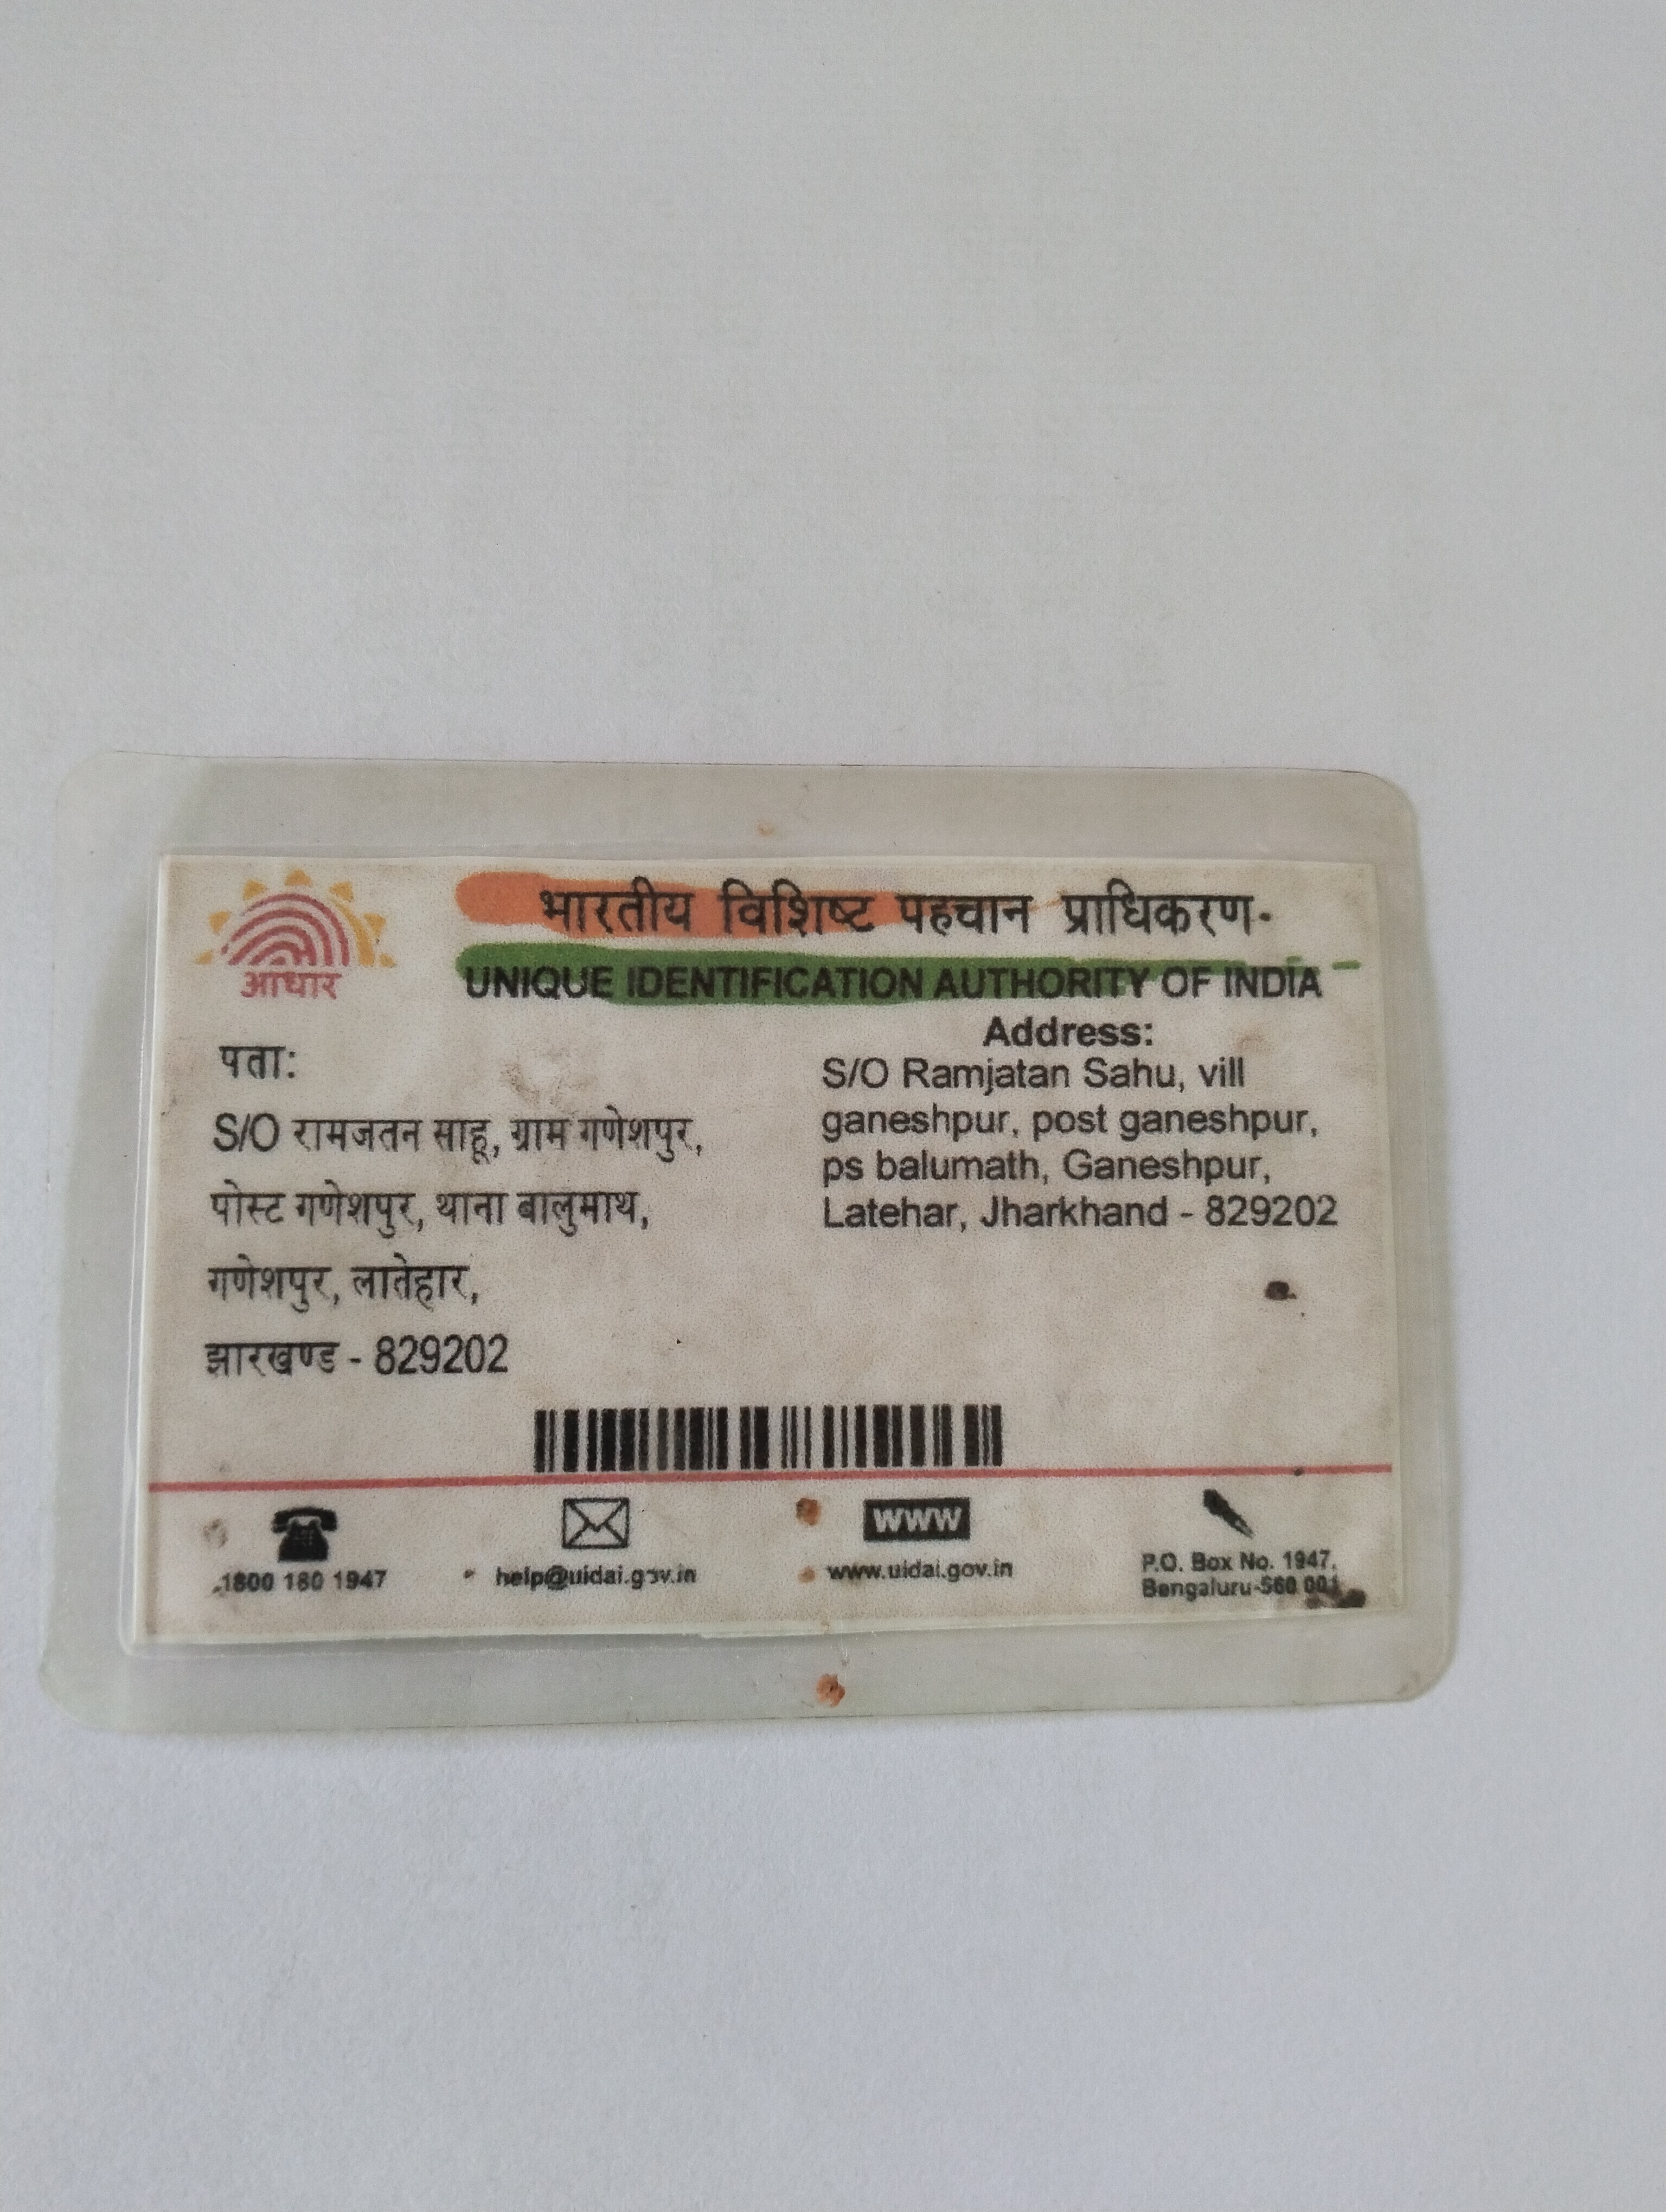 आधार
भारतीय विशिष्ट पहचान प्राधिकरण
UNIQUE IDENTIFICATION AUTHORITY OF INDIA
पता:
S/O रामजतन साहू, ग्राम गणेशपुर,
पोस्ट गणेशपुर, थाना बालुमाथ,
गणेशपुर, लातेहार,
झारखण्ड - 829202
Address:
S/O Ramjatan Sahu, vill
ganeshpur, post ganeshpur,
ps balumath, Ganeshpur,
Latehar, Jharkhand - 829202
1800 180 1947
help@uidai.gov.in
WWW
www.uidai.gov.in
P.O. Box No. 1947,
Bengaluru-560 001